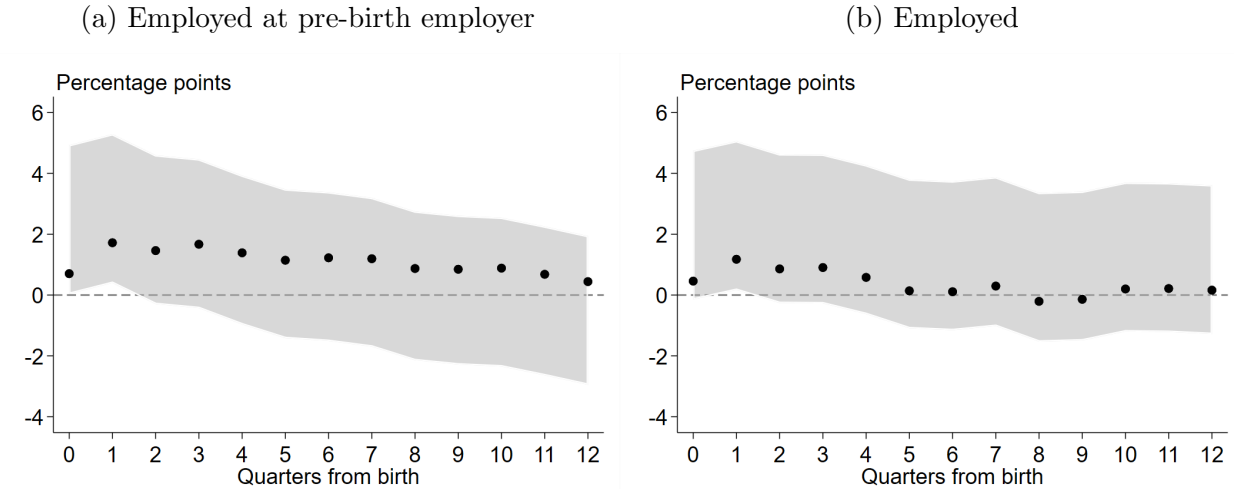 (a) Employed at pre-birth employer
Percentage points
6
4
2
0
-2
-4
0 1 2 3 4 5 6 7 8 9 10 11 12
Quarters from birth
(b) Employed
Percentage points
6
4
2
0
-2
-4
0 1 2 3 4 5 6 7 8 9 10 11 12
Quarters from birth